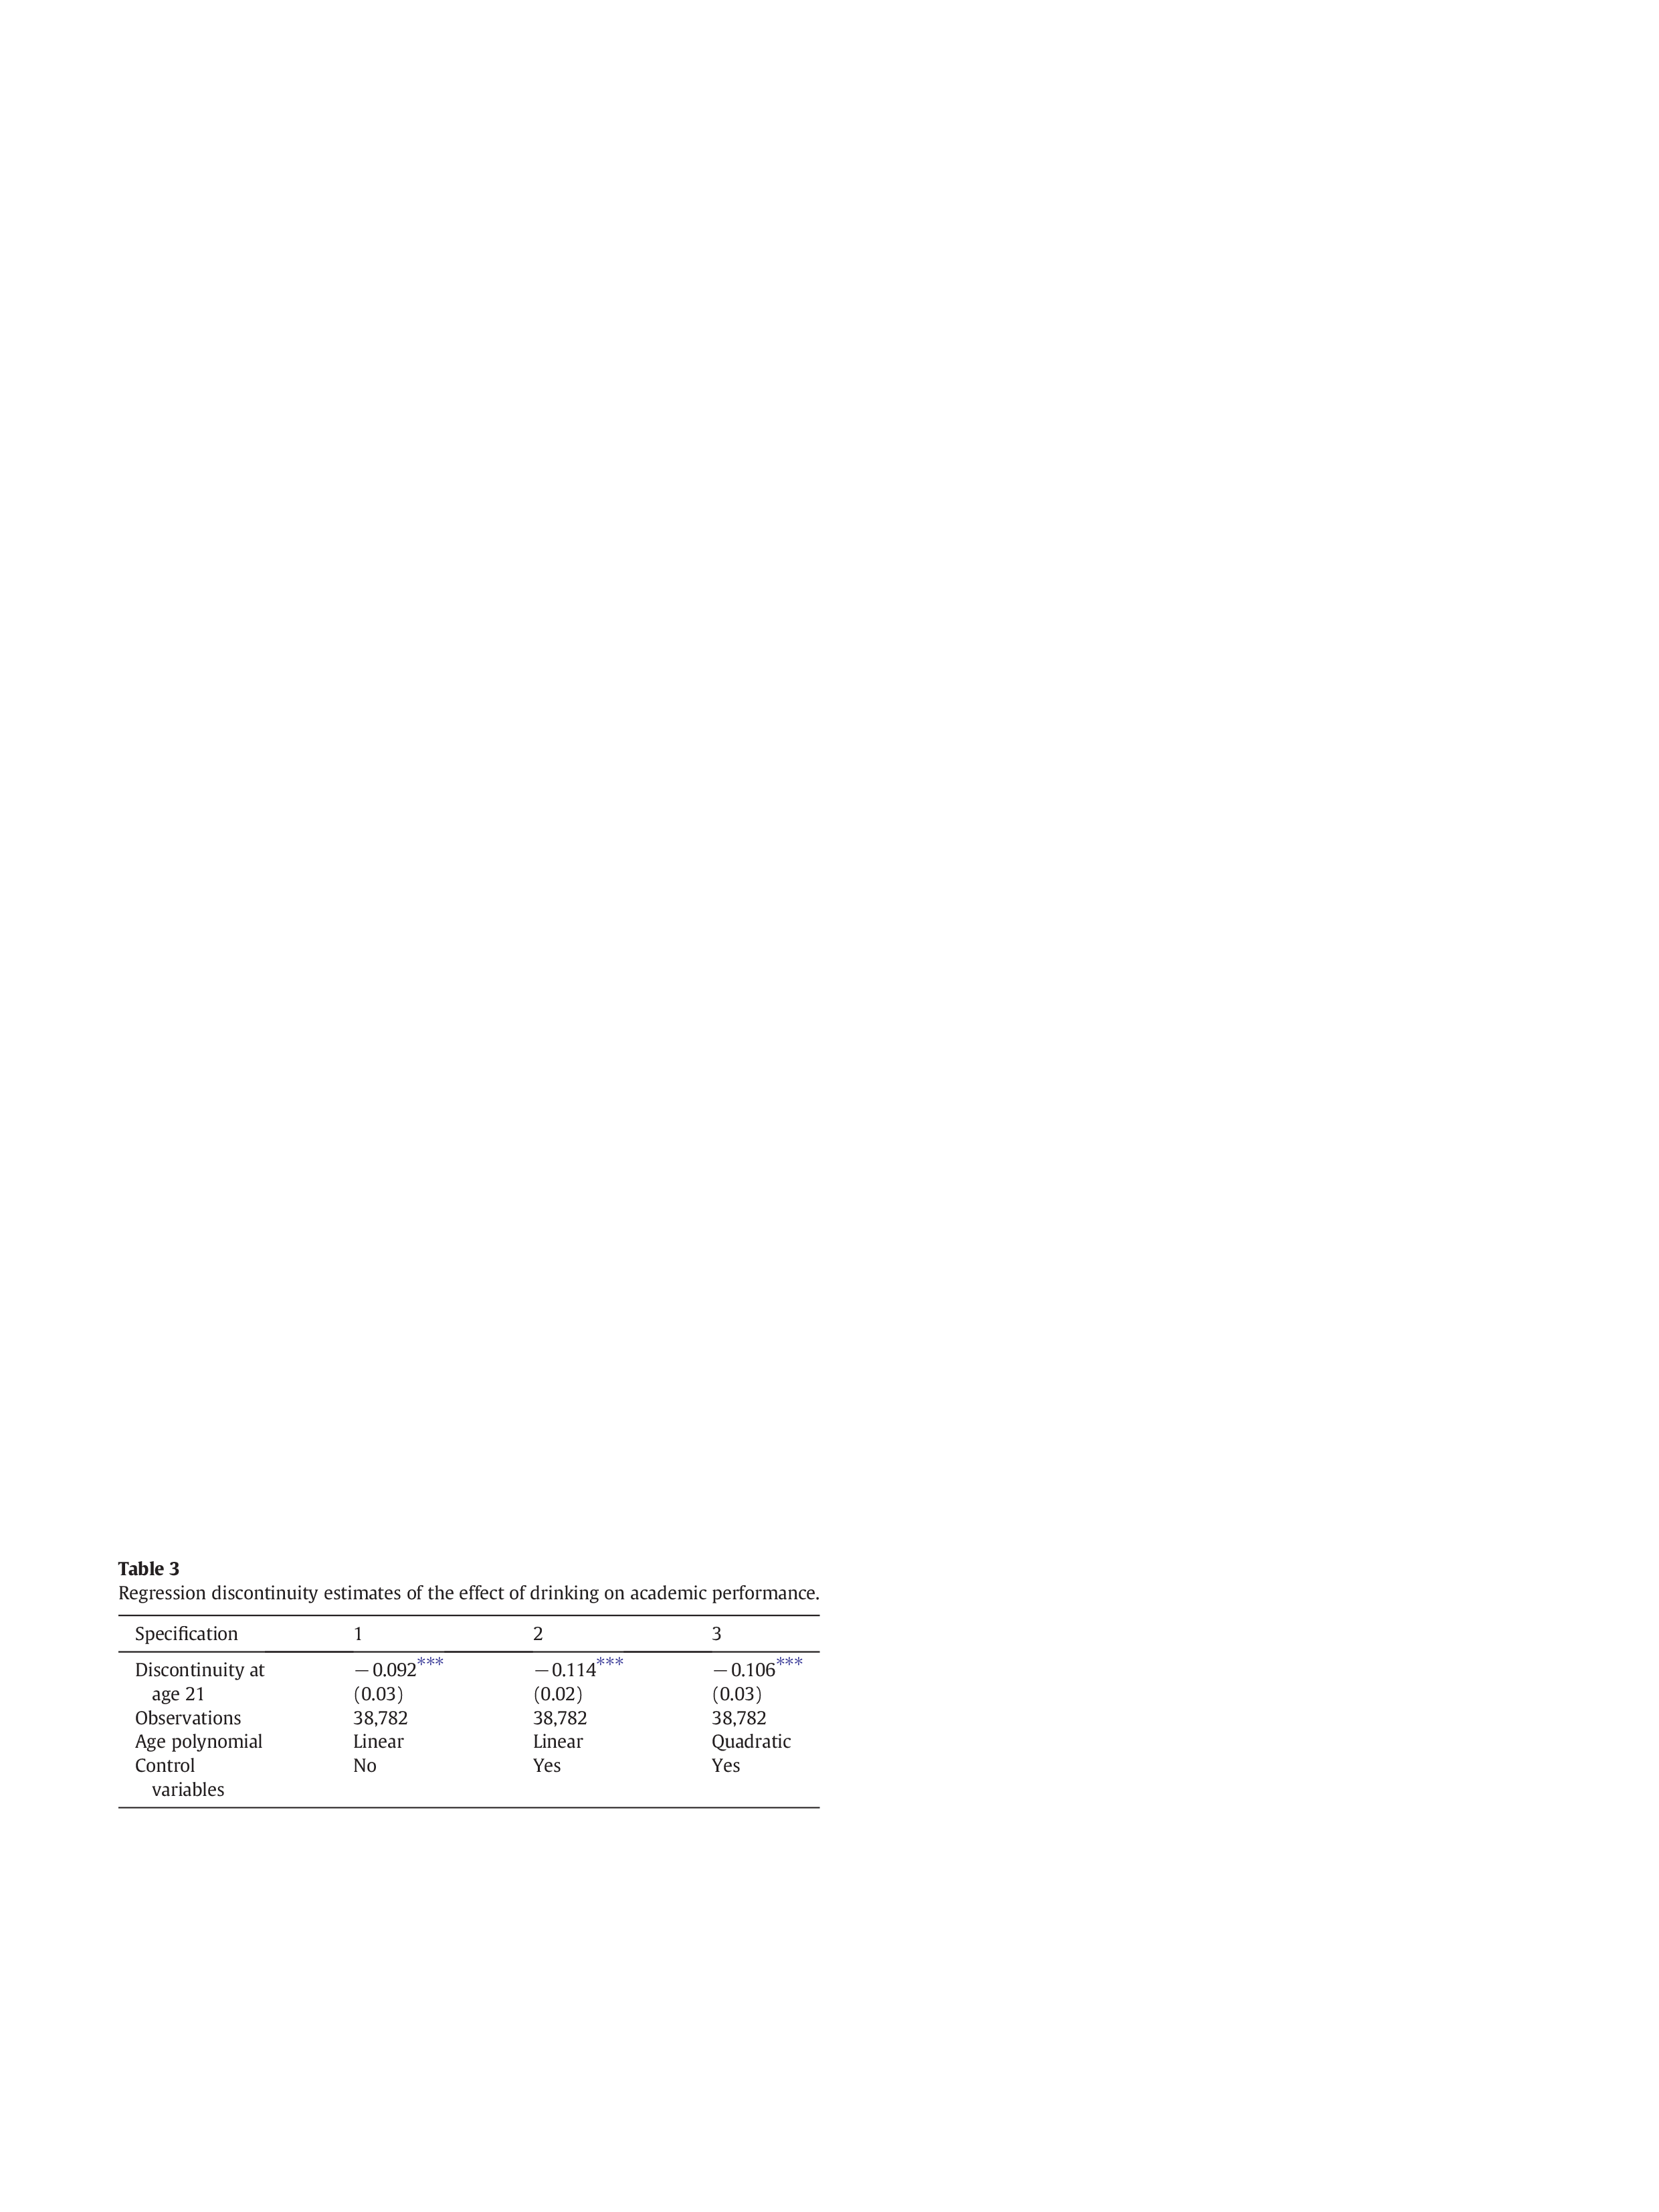 Table 3
Regression discontinuity estimates of the effect of drinking on academic performance.
Specification 1 2 3
Discontinuity at −0.092*** −0.114*** −0.106***
age 21 (0.03) (0.02) (0.03)
Observations 38,782 38,782 38,782
Age polynomial Linear Linear Quadratic
Control No Yes Yes
variables